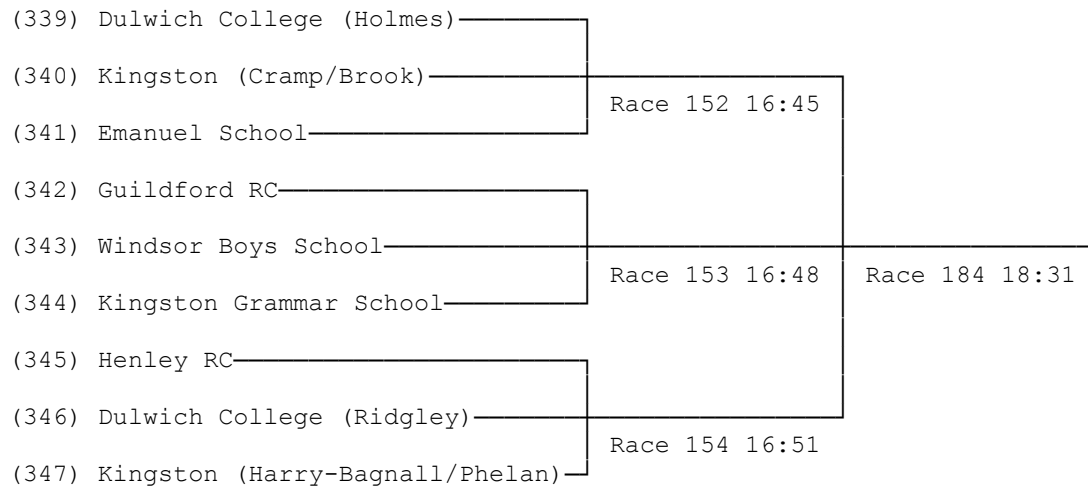 (339) Dulwich College (Holmes)
(340) Kingston (Cramp/Brook)
Race 152 16:45
(341) Emanuel School
(342) Guildford RC
(343) Windsor Boys School
Race 153 16:48 Race 184 18:31
(344) Kingston Grammar School
(345) Henley RC
(346) Dulwich College (Ridgley)
Race 154 16:51
(347) Kingston (Harry-Bagnall/Phelan)